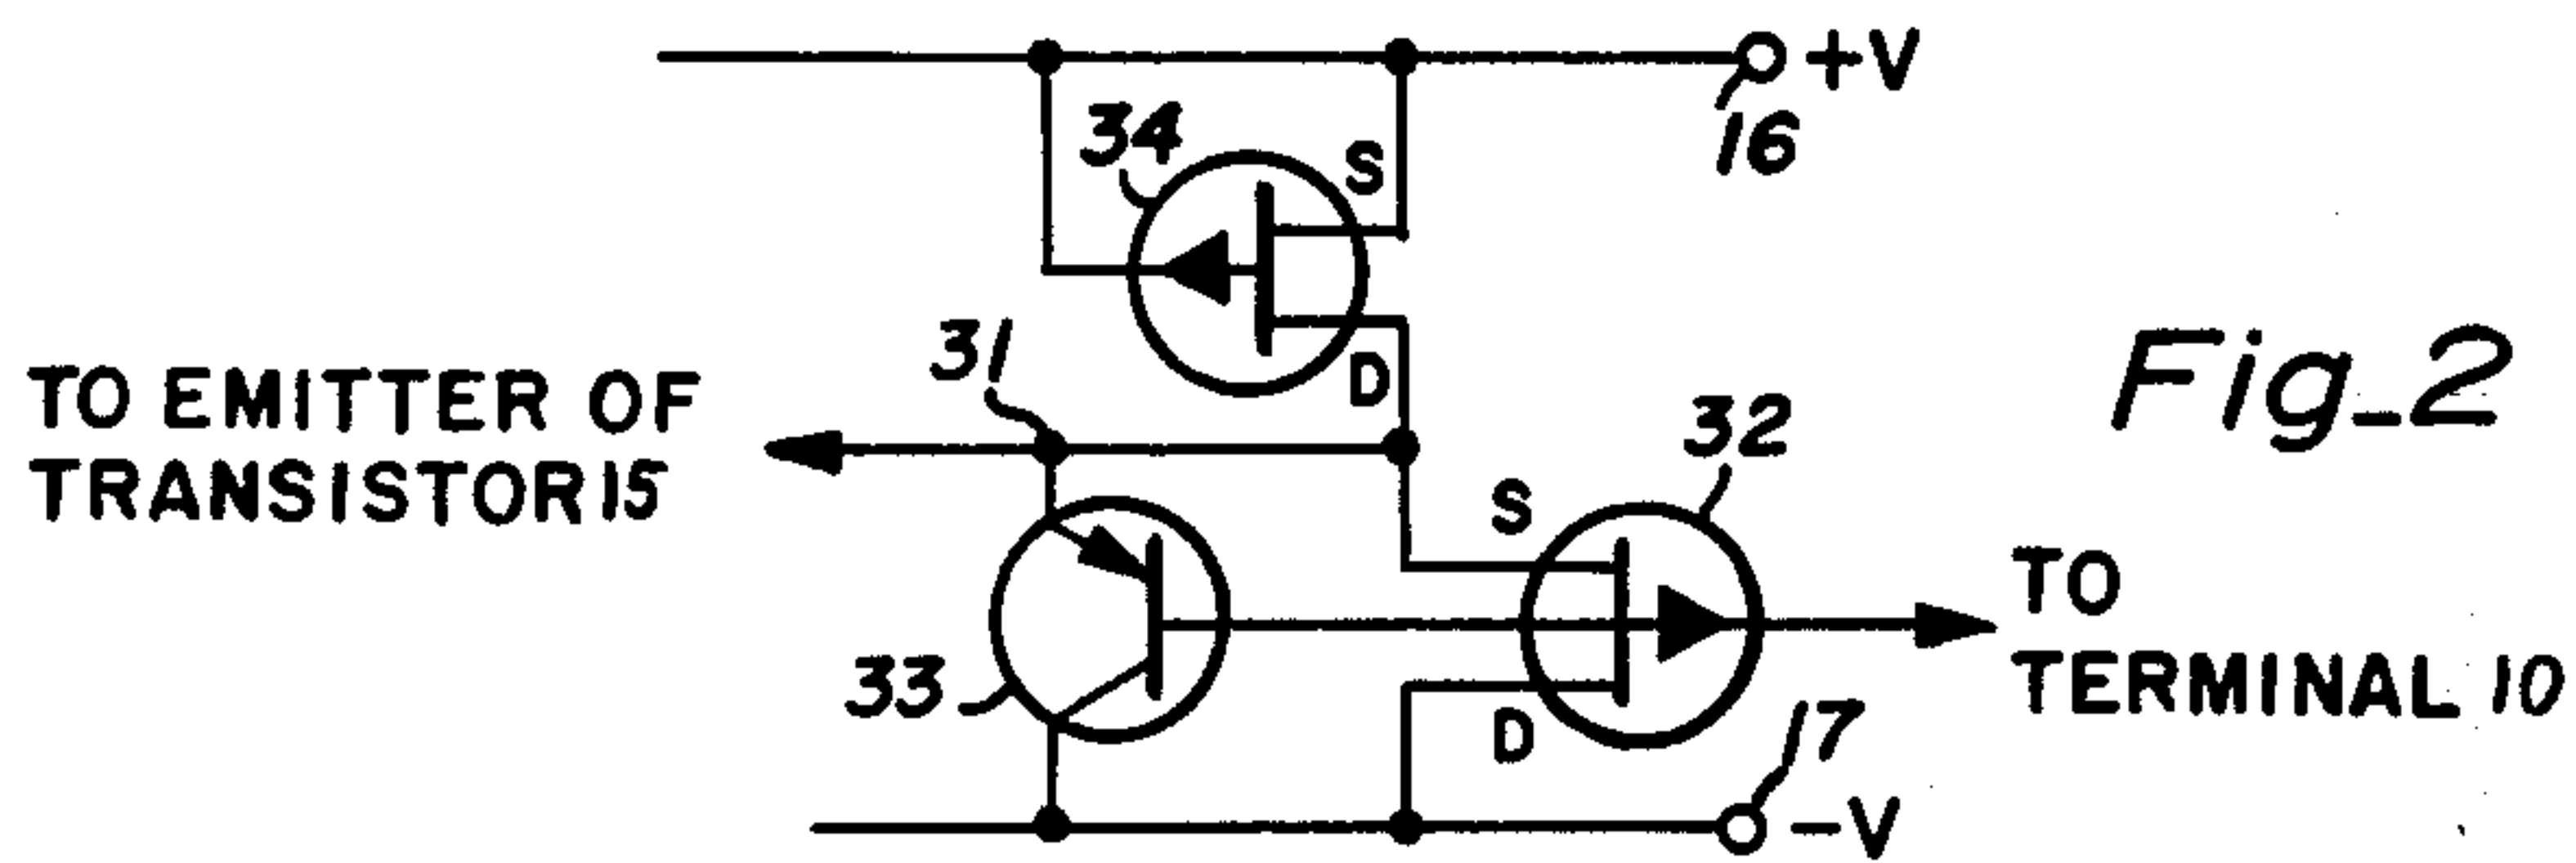 +V
16
34
S
31
D
32
Fig_2
TO EMITTER OF
TRANSISTOR 15
S
TO
TERMINAL 10
33
D
17
-V